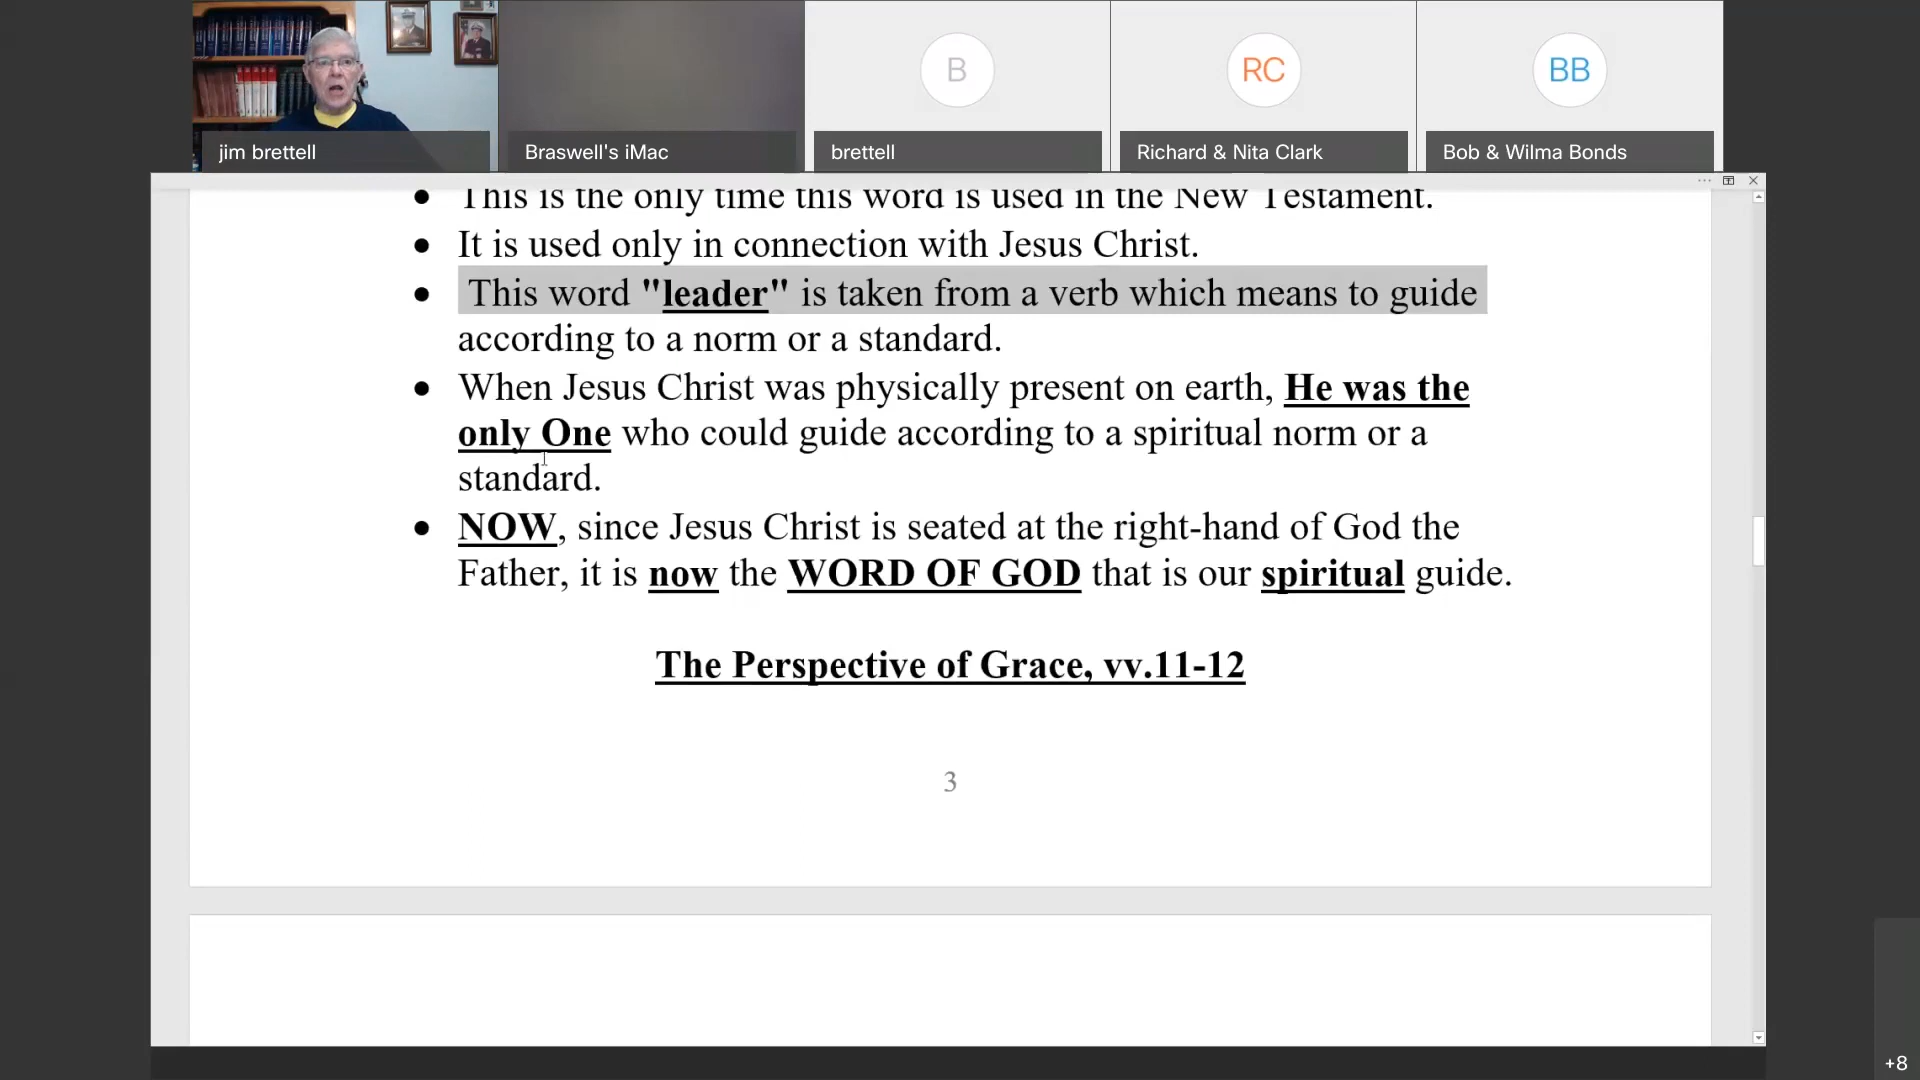 B
RC
BB
jim brettell
Braswell's iMac
brettell
Richard & Nita Clark
Bob & Wilma Bonds
• This is the only time this word is used in the New Testament.
• It is used only in connection with Jesus Christ.
• This word "leader" is taken from a verb which means to guide
according to a norm or a standard.
• When Jesus Christ was physically present on earth, He was the
only One who could guide according to a spiritual norm or a
standard.
• NOW, since Jesus Christ is seated at the right-hand of God the
Father, it is now the WORD OF GOD that is our spiritual guide.
The Perspective of Grace, vv.11-12
3
+8